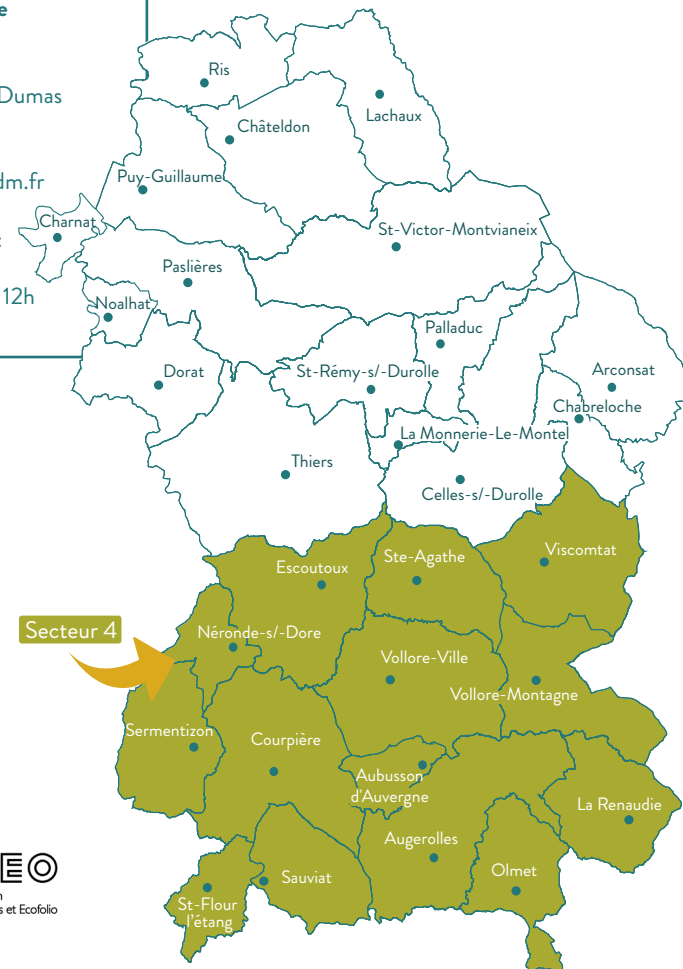 e
Dumas
dm.fr
12h
Ris
Lachaux
Châteldon
Puy-Guillaume
Charnat
St-Victor-Montvianeix
Paslières
Noalhat
Palladuc
Dorat
St-Rémy-s/-Durolle
Arconsat
Chabreloche
La Monnerie-Le-Montel
Thiers
Celles-s/-Durolle
Escoutoux
Ste-Agathe
Viscomtat
Secteur 4
Néronde-s/-Dore
Vollore-Ville
Vollore-Montagne
Sermentizon
Courpière
Aubusson
d'Auvergne
La Renaudie
Augerolles
Olmet
Sauviat
St-Flour
l'étang
EO
n
s et Ecofolio